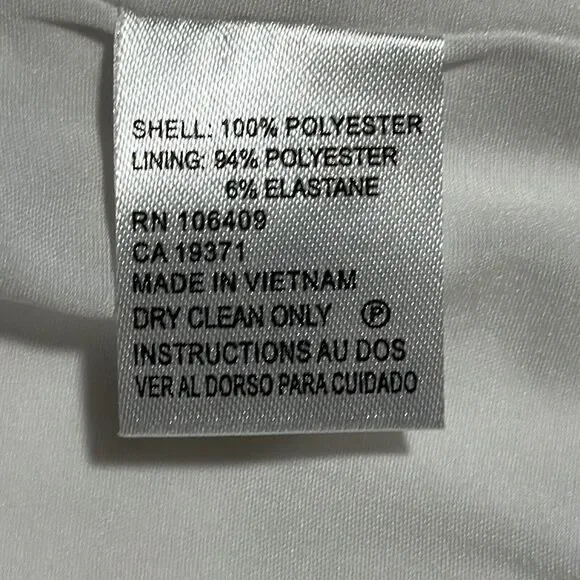 SHELL: 100% POLYESTER
LINING: 94% POLYESTER
6% ELASTANE
RN 106409
CA 19371
MADE IN VIETNAM
DRY CLEAN ONLY Ⓟ
INSTRUCTIONS AU DOS
VER AL DORSO PARA CUIDADO